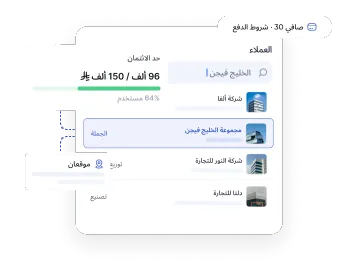 صافي 30 · شروط الدفع
العملاء
الخليج فيجن
شركة ألفا
مجموعة الخليج فيجن
الجملة
شركة النور للتجارة
توزيع
دلتا للتجارة
تصنيع
حد الائتمان
96 ألف / 150 ألف
64% مستخدم
موقعان